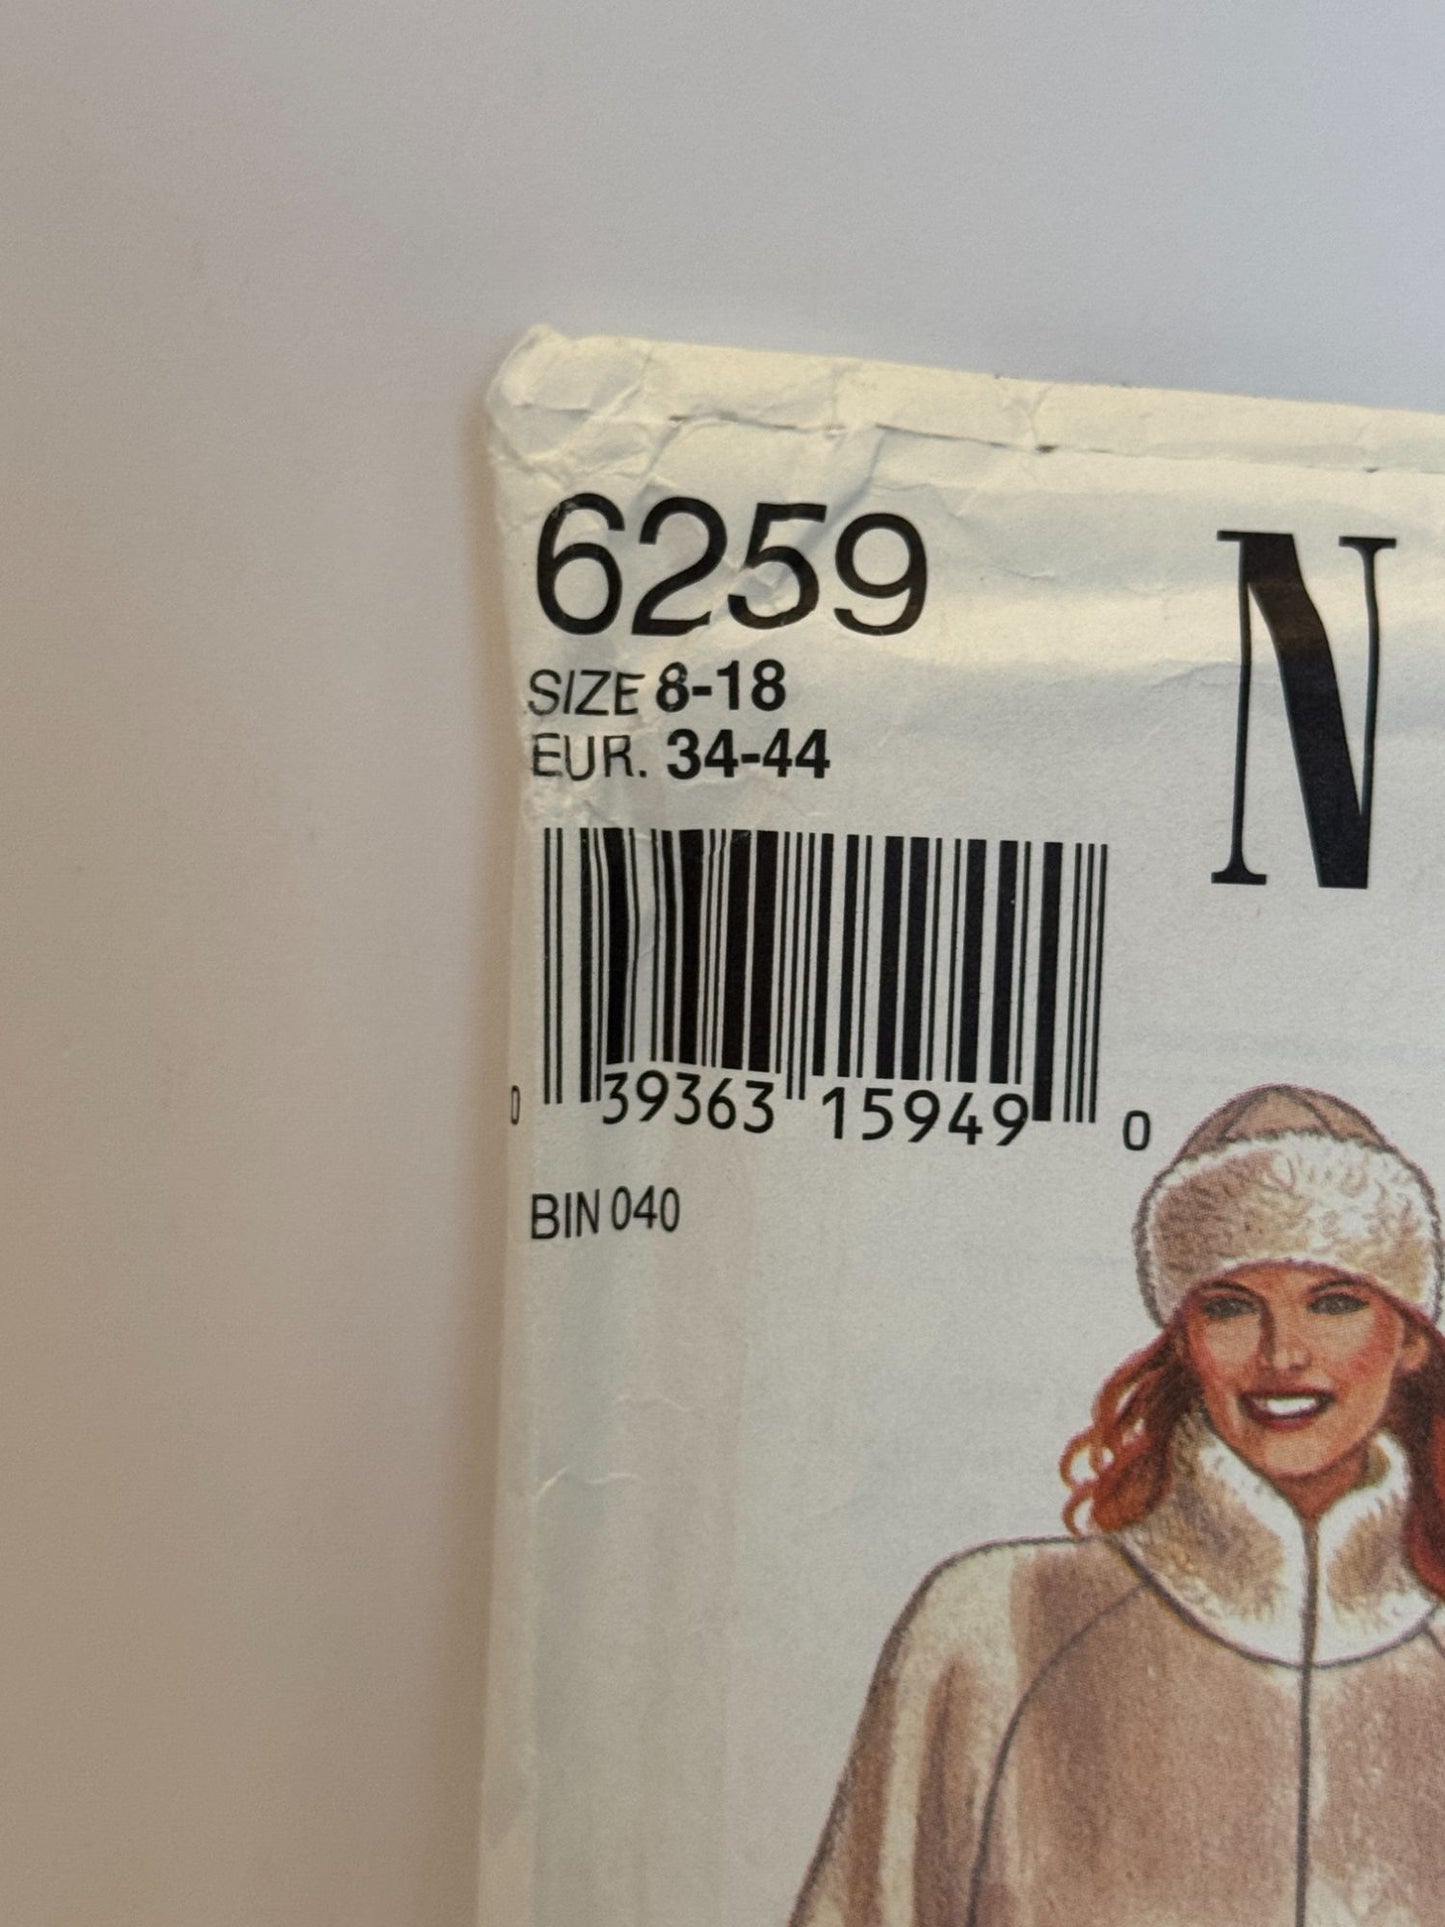 6259
N
SIZE 8-18
EUR. 34-44
0 39363 15949 0
BIN 040